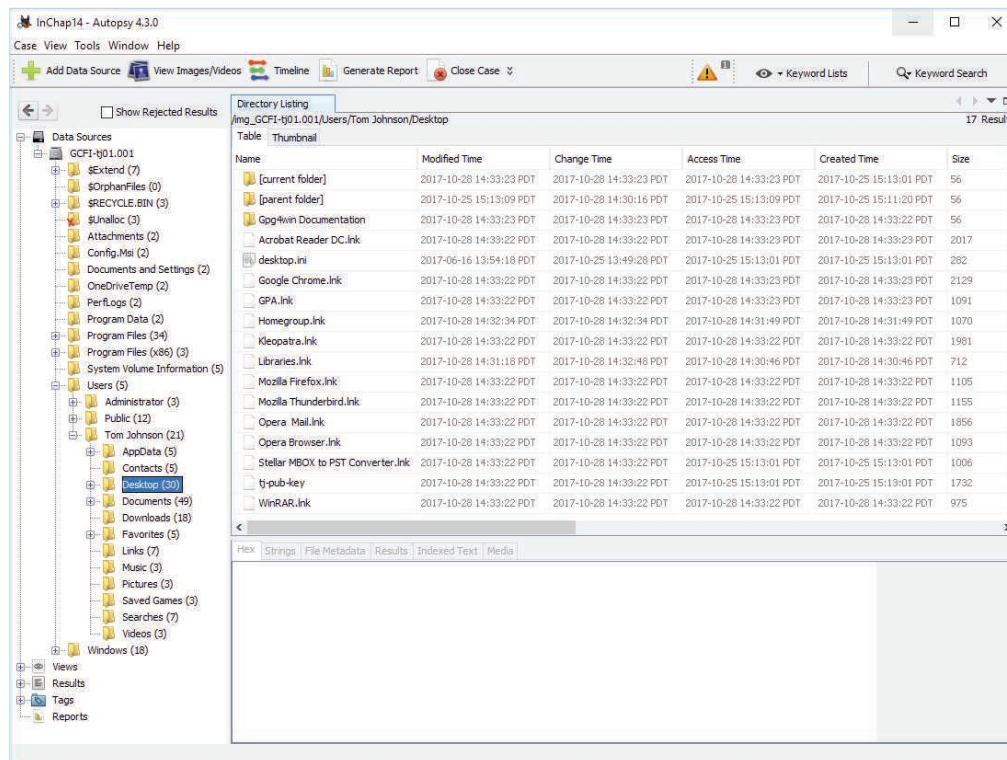 InChap14 - Autopsy 4.3.0
Case View Tools Window Help
Add Data Source View Images/Videos Timeline Generate Report Close Case Keyword Lists Keyword Search
Show Rejected Results
Data Sources
GCFI-tj01.001
$Extend (7)
$OrphanFiles (0)
$RECYCLE.BIN (3)
$Unalloc (3)
Attachments (2)
Config.Msi (2)
Documents and Settings (2)
OneDriveTemp (2)
PerfLogs (2)
Program Data (2)
Program Files (34)
Program Files (x86) (3)
System Volume Information (5)
Users (5)
Administrator (3)
Public (12)
Tom Johnson (21)
AppData (5)
Contacts (5)
Desktop (30)
Documents (49)
Downloads (18)
Favorites (5)
Links (7)
Music (3)
Pictures (3)
Saved Games (3)
Searches (7)
Videos (3)
Windows (18)
Views
Results
Tags
Reports
Directory Listing
/img_GCFI-tj01.001/Users/Tom Johnson/Desktop 17 Resul
Table Thumbnail
Name Modified Time Change Time Access Time Created Time Size
[current folder] 2017-10-28 14:33:23 PDT 2017-10-28 14:33:23 PDT 2017-10-28 14:33:23 PDT 2017-10-25 15:13:01 PDT 56
[parent folder] 2017-10-25 15:13:09 PDT 2017-10-28 14:30:16 PDT 2017-10-25 15:13:09 PDT 2017-10-25 15:11:20 PDT 56
Gpg4win Documentation 2017-10-28 14:33:22 PDT 2017-10-28 14:33:23 PDT 2017-10-28 14:33:22 PDT 2017-10-28 14:33:22 PDT 56
Acrobat Reader DC.lnk 2017-10-28 14:33:22 PDT 2017-10-28 14:33:22 PDT 2017-10-28 14:33:23 PDT 2017-10-28 14:33:23 PDT 2017
desktop.ini 2017-06-16 13:54:18 PDT 2017-10-25 13:49:28 PDT 2017-10-25 15:13:01 PDT 2017-10-25 15:13:01 PDT 282
Google Chrome.lnk 2017-10-28 14:33:22 PDT 2017-10-28 14:33:22 PDT 2017-10-28 14:33:23 PDT 2017-10-28 14:33:23 PDT 2129
GPA.lnk 2017-10-28 14:33:22 PDT 2017-10-28 14:33:22 PDT 2017-10-28 14:33:23 PDT 2017-10-28 14:33:23 PDT 1091
Homegroup.lnk 2017-10-28 14:32:34 PDT 2017-10-28 14:32:34 PDT 2017-10-28 14:31:49 PDT 2017-10-28 14:31:49 PDT 1070
Kleopatra.lnk 2017-10-28 14:33:22 PDT 2017-10-28 14:33:22 PDT 2017-10-28 14:33:22 PDT 2017-10-28 14:33:22 PDT 1981
Libraries.lnk 2017-10-28 14:31:18 PDT 2017-10-28 14:32:48 PDT 2017-10-28 14:30:46 PDT 2017-10-28 14:30:46 PDT 712
Mozilla Firefox.lnk 2017-10-28 14:33:22 PDT 2017-10-28 14:33:22 PDT 2017-10-28 14:33:22 PDT 2017-10-28 14:33:22 PDT 1105
Mozilla Thunderbird.lnk 2017-10-28 14:33:22 PDT 2017-10-28 14:33:22 PDT 2017-10-28 14:33:22 PDT 2017-10-28 14:33:22 PDT 1155
Opera Mail.lnk 2017-10-28 14:33:22 PDT 2017-10-28 14:33:22 PDT 2017-10-28 14:33:22 PDT 2017-10-28 14:33:22 PDT 1856
Opera Browser.lnk 2017-10-28 14:33:22 PDT 2017-10-28 14:33:22 PDT 2017-10-28 14:33:22 PDT 2017-10-28 14:33:22 PDT 1093
Stellar MBOX to PST Converter.lnk 2017-10-28 14:33:22 PDT 2017-10-28 14:33:22 PDT 2017-10-25 15:13:01 PDT 2017-10-25 15:13:01 PDT 1006
tj-pub-key 2017-10-28 14:33:22 PDT 2017-10-28 14:33:22 PDT 2017-10-25 15:13:01 PDT 2017-10-25 15:13:01 PDT 1732
WinRAR.lnk 2017-10-28 14:33:22 PDT 2017-10-28 14:33:22 PDT 2017-10-28 14:33:22 PDT 2017-10-28 14:33:22 PDT 975
Hex Strings File Metadata Results Indexed Text Media